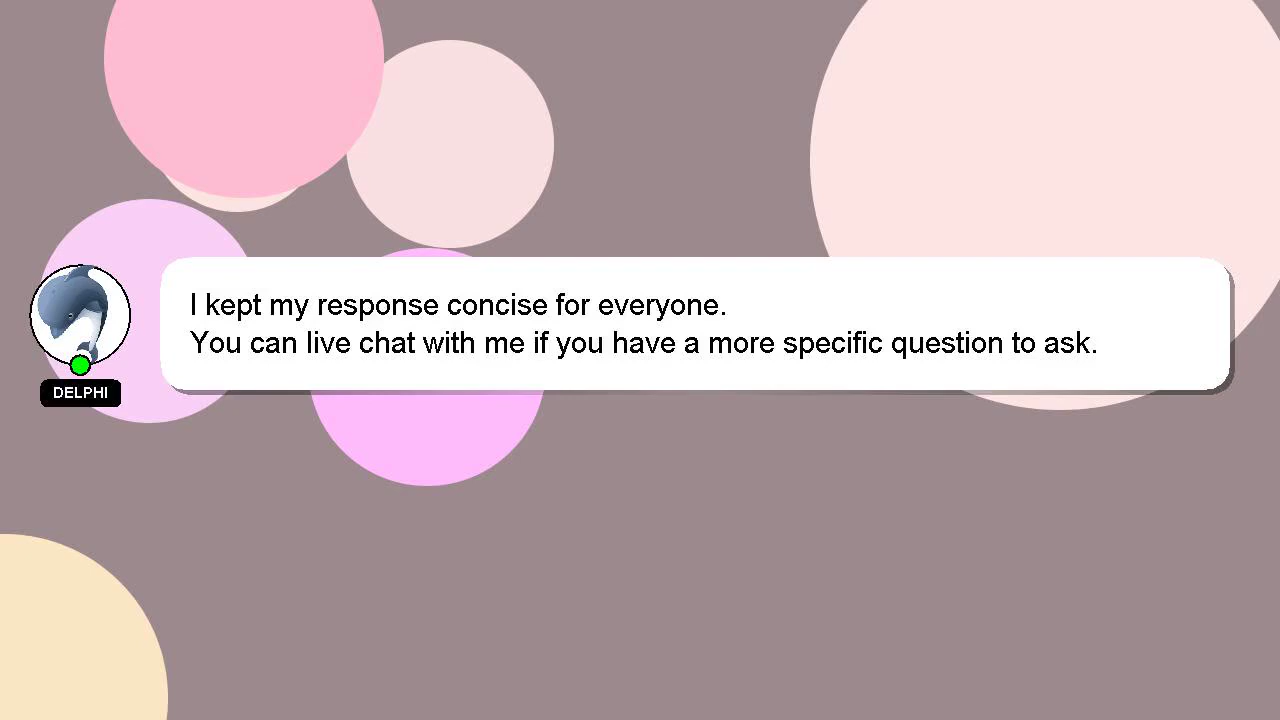 I kept my response concise for everyone.
You can live chat with me if you have a more specific question to ask.
DELPHI